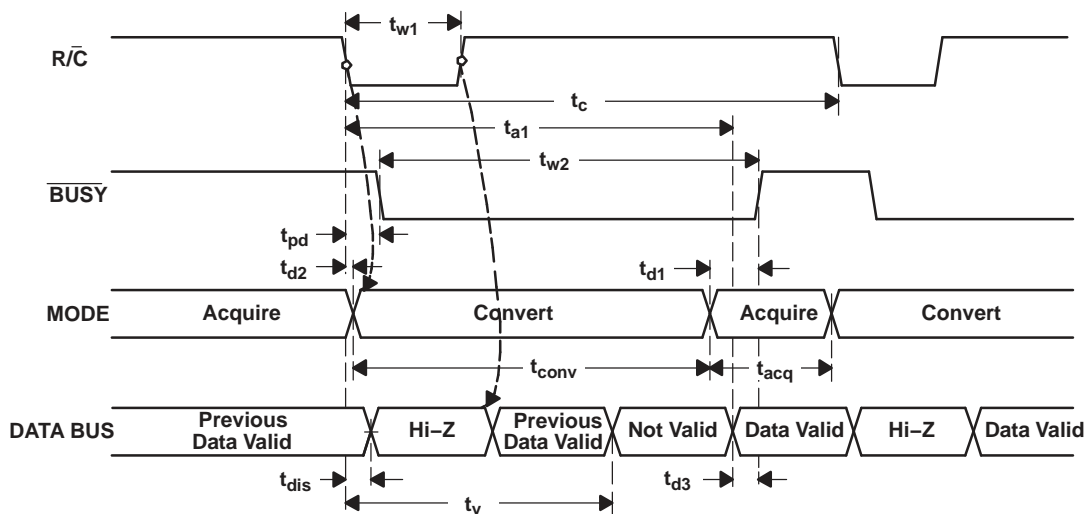 t_w1
R/C̅
t_c
t_a1
t_w2
B̅U̅S̅Y̅
t_pd
t_d2
t_d1
MODE
Acquire
Convert
Acquire
Convert
t_conv
t_acq
DATA BUS
Previous
Data Valid
Hi–Z
Previous
Data Valid
Not Valid
Data Valid
Hi–Z
Data Valid
t_dis
t_d3
t_v